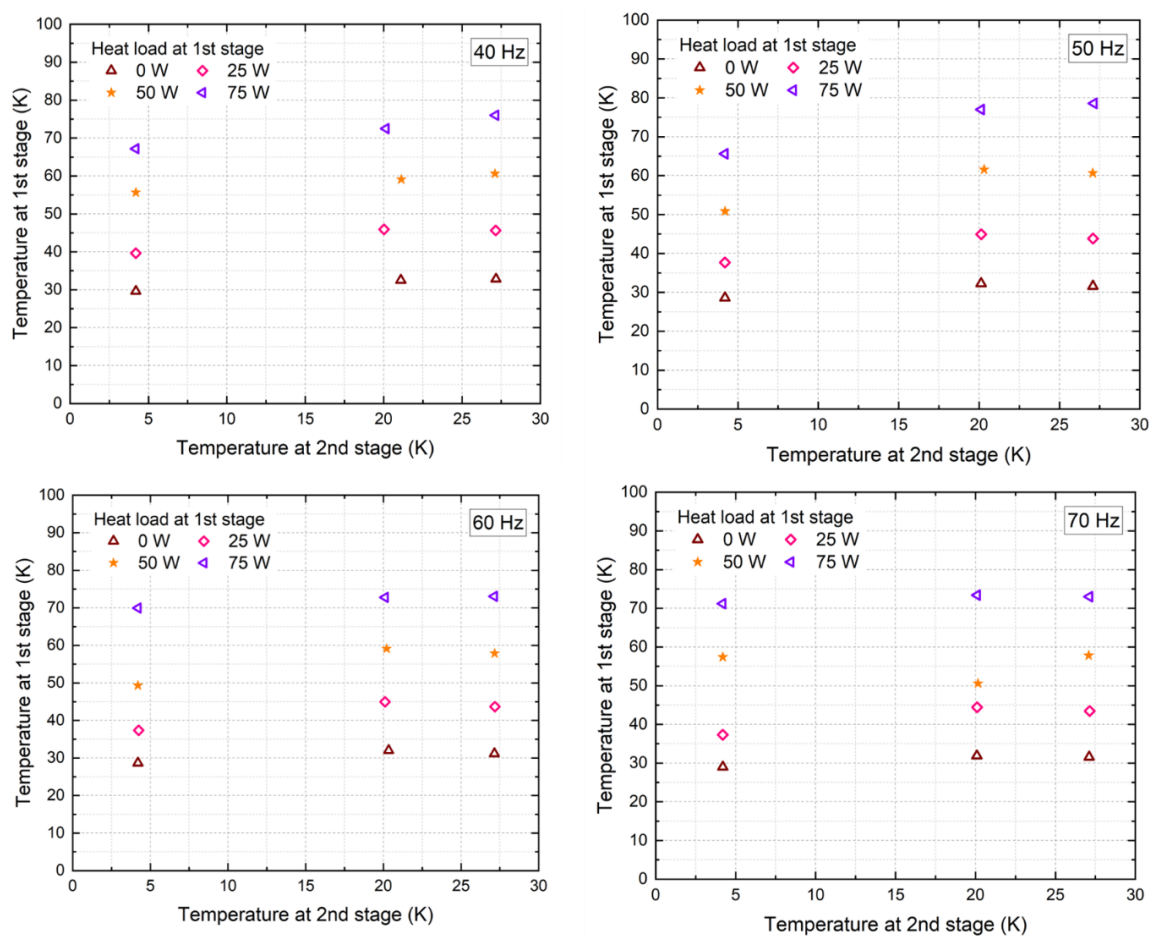 Heat load at 1st stage
0 W 25 W
50 W 75 W
40 Hz
100
90
80
70
60
50
40
30
20
10
0
0 5 10 15 20 25 30
Temperature at 1st stage (K)
Temperature at 2nd stage (K)
Heat load at 1st stage
0 W 25 W
50 W 75 W
50 Hz
100
90
80
70
60
50
40
30
20
10
0
0 5 10 15 20 25 30
Temperature at 1st stage (K)
Temperature at 2nd stage (K)
Heat load at 1st stage
0 W 25 W
50 W 75 W
60 Hz
100
90
80
70
60
50
40
30
20
10
0
0 5 10 15 20 25 30
Temperature at 1st stage (K)
Temperature at 2nd stage (K)
Heat load at 1st stage
0 W 25 W
50 W 75 W
70 Hz
100
90
80
70
60
50
40
30
20
10
0
0 5 10 15 20 25 30
Temperature at 1st stage (K)
Temperature at 2nd stage (K)